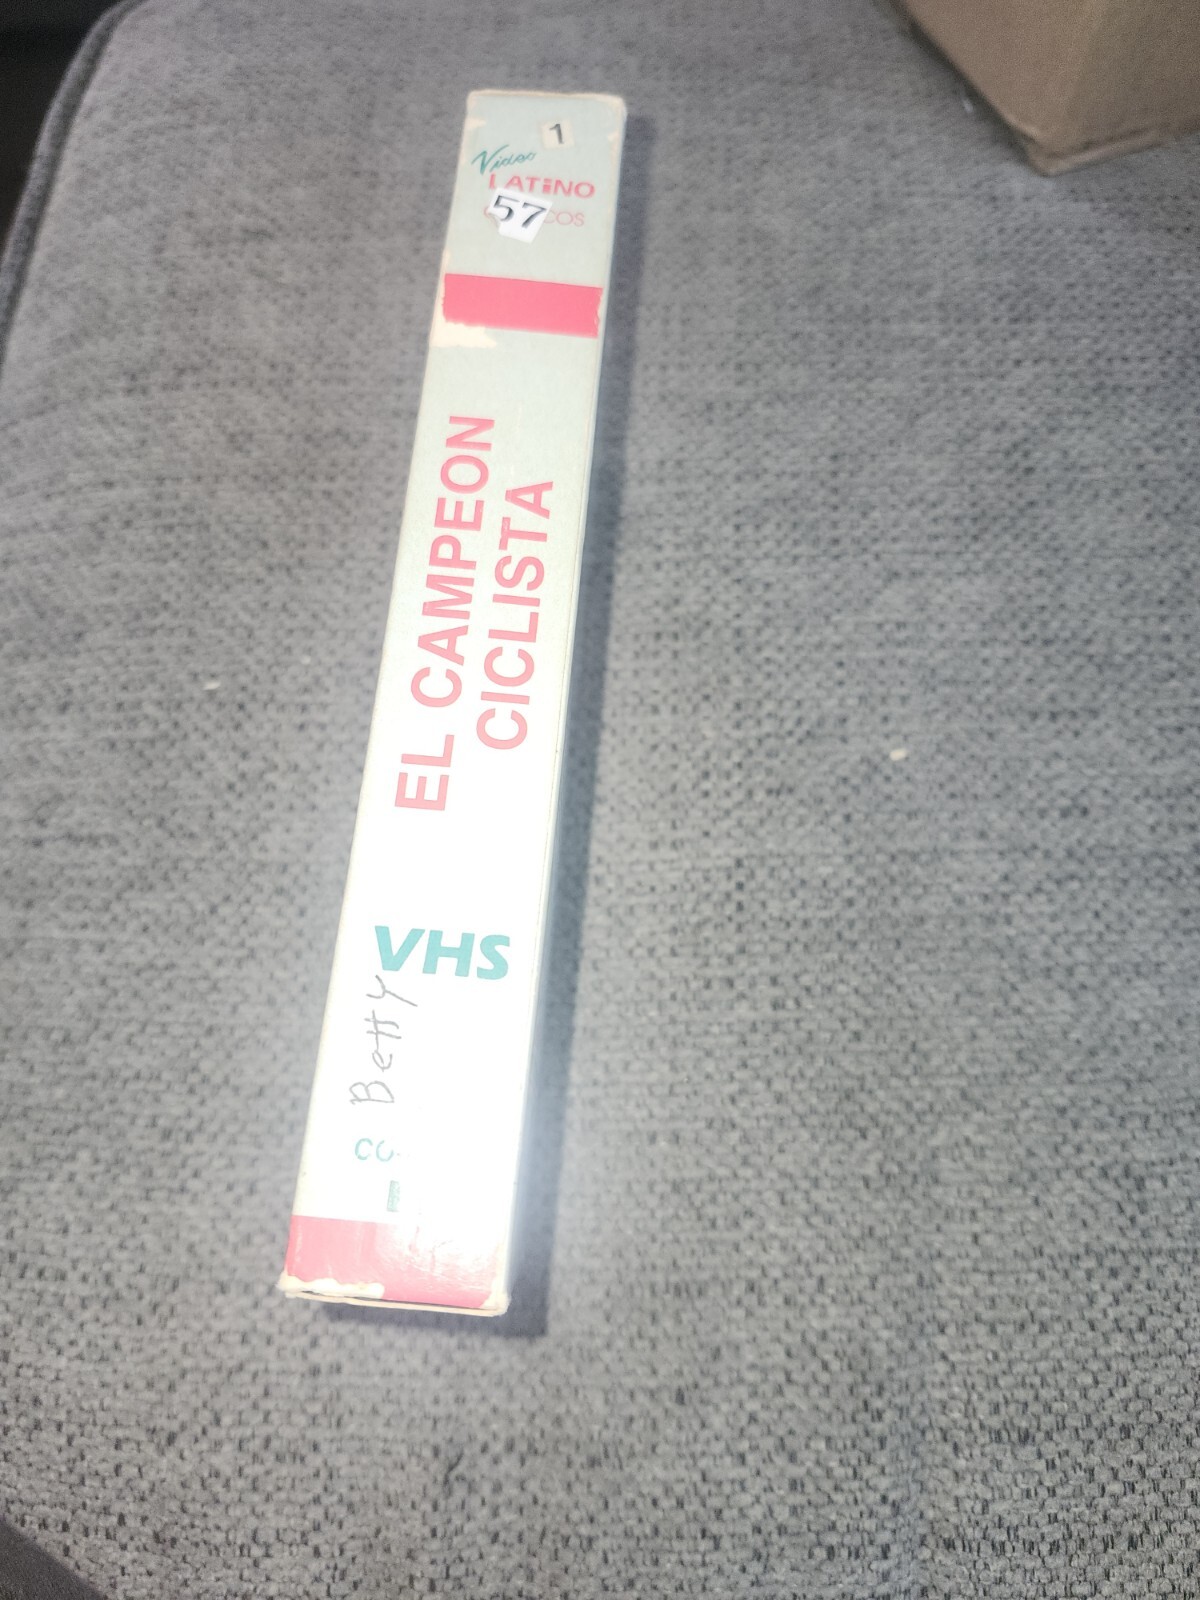 1
Video
LATINO
57
EL CAMPEON
CICLISTA
VHS
Betty